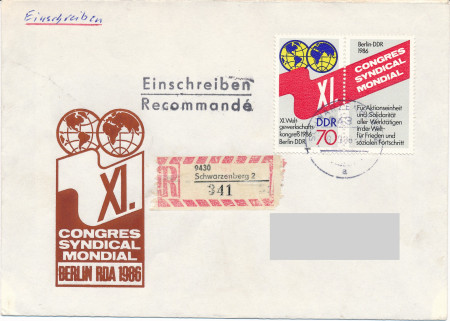 Einschreiben
Einschreiben
Recommandé
XI.
XI. Welt
gewerkschafts
kongreß 1986
Berlin·DDR
DDR
70
Berlin·DDR
1986
CONGRES
SYNDICAL
MONDIAL
Für Aktionseinheit
und Solidarität
aller Werktätigen
in der Welt·
für Frieden und
sozialen Fortschritt
a
R
9430
Schwarzenberg 2
341
XI.
CONGRES
SYNDICAL
MONDIAL
BERLIN RDA 1986